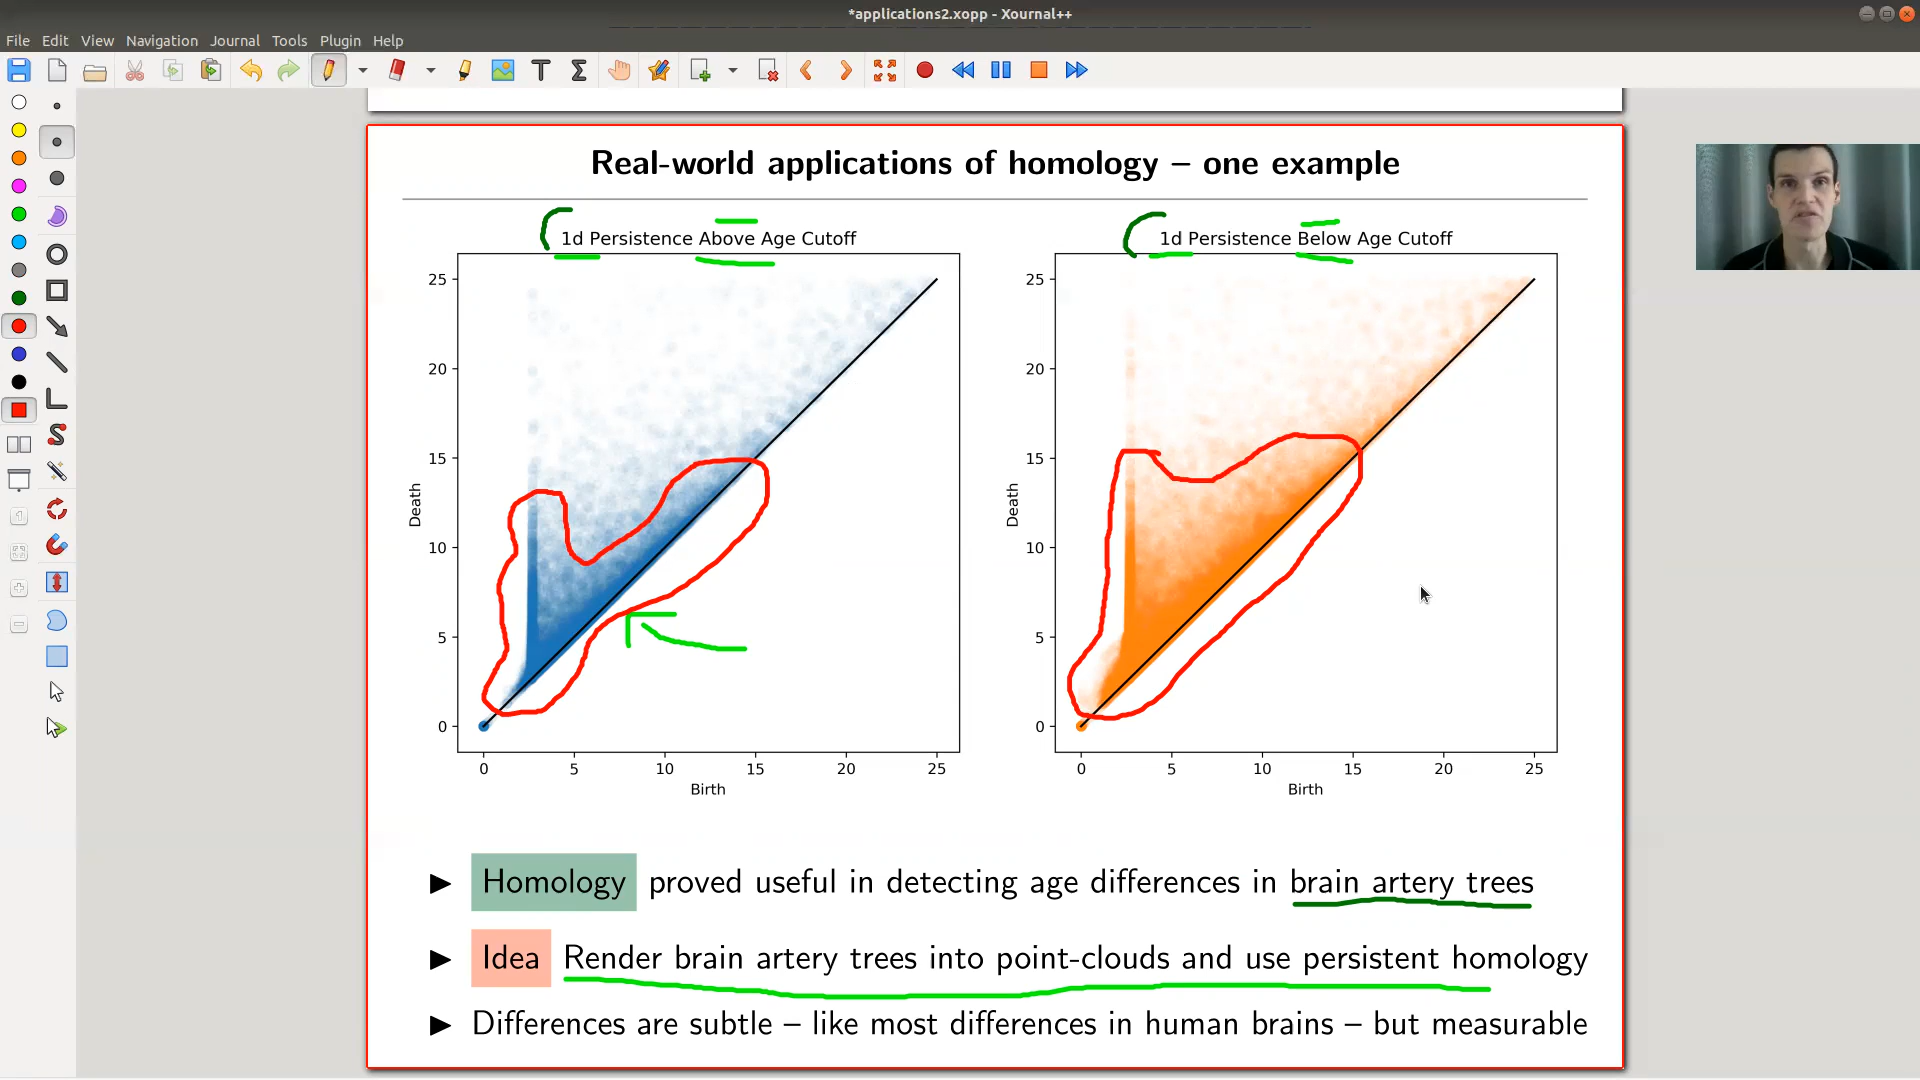 *applications2.xopp - Xournal++
File Edit View Navigation Journal Tools Plugin Help
Real-world applications of homology – one example
1d Persistence Above Age Cutoff
25
20
15
10
5
0
Death
0 5 10 15 20 25
Birth
1d Persistence Below Age Cutoff
25
20
15
10
5
0
Death
0 5 10 15 20 25
Birth
► Homology proved useful in detecting age differences in brain artery trees
► Idea Render brain artery trees into point-clouds and use persistent homology
► Differences are subtle – like most differences in human brains – but measurable